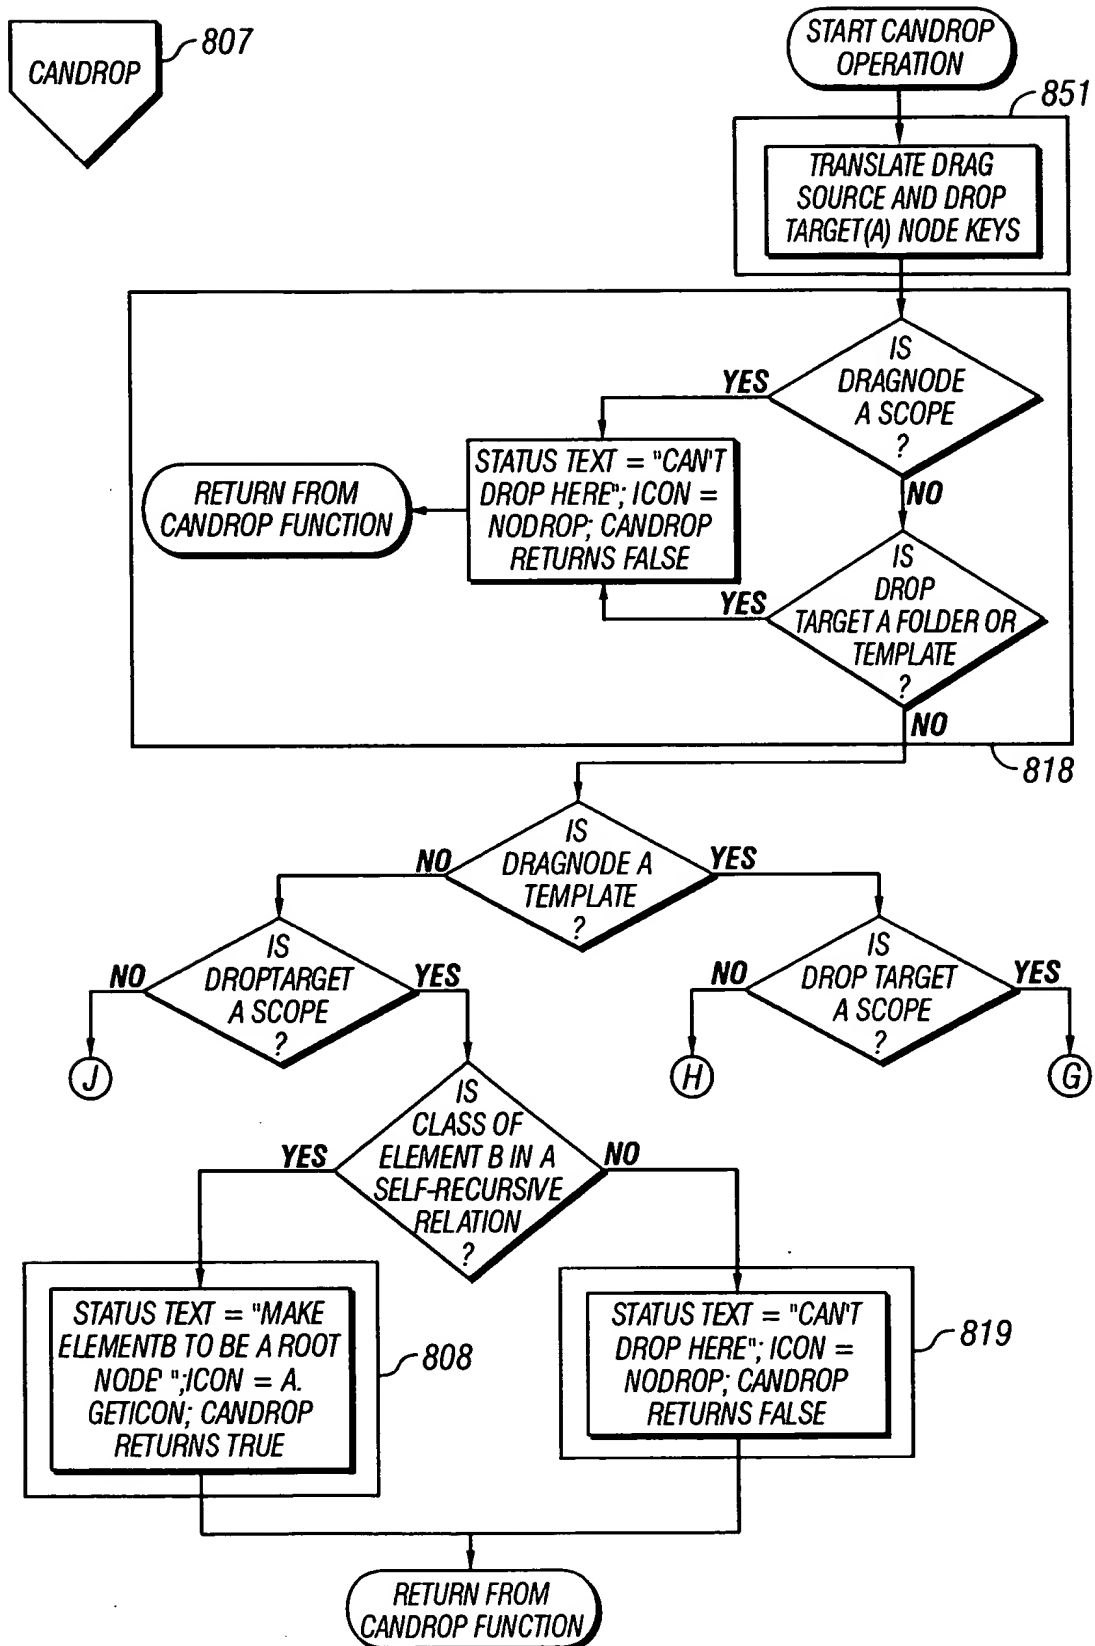 CANDROP
807
START CANDROP
OPERATION
851
TRANSLATE DRAG
SOURCE AND DROP
TARGET(A) NODE KEYS
IS
DRAGNODE
A SCOPE
?
YES
NO
STATUS TEXT = "CAN'T
DROP HERE"; ICON =
NODROP; CANDROP
RETURNS FALSE
RETURN FROM
CANDROP FUNCTION
IS
DROP
TARGET A FOLDER OR
TEMPLATE
?
YES
NO
818
IS
DRAGNODE A
TEMPLATE
?
NO
YES
IS
DROPTARGET
A SCOPE
?
NO
YES
IS
DROP TARGET
A SCOPE
?
NO
YES
J
H
G
IS
CLASS OF
ELEMENT B IN A
SELF-RECURSIVE
RELATION
?
YES
NO
STATUS TEXT = "MAKE
ELEMENTB TO BE A ROOT
NODE' ";ICON = A.
GETICON; CANDROP
RETURNS TRUE
808
STATUS TEXT = "CAN'T
DROP HERE"; ICON =
NODROP; CANDROP
RETURNS FALSE
819
RETURN FROM
CANDROP FUNCTION